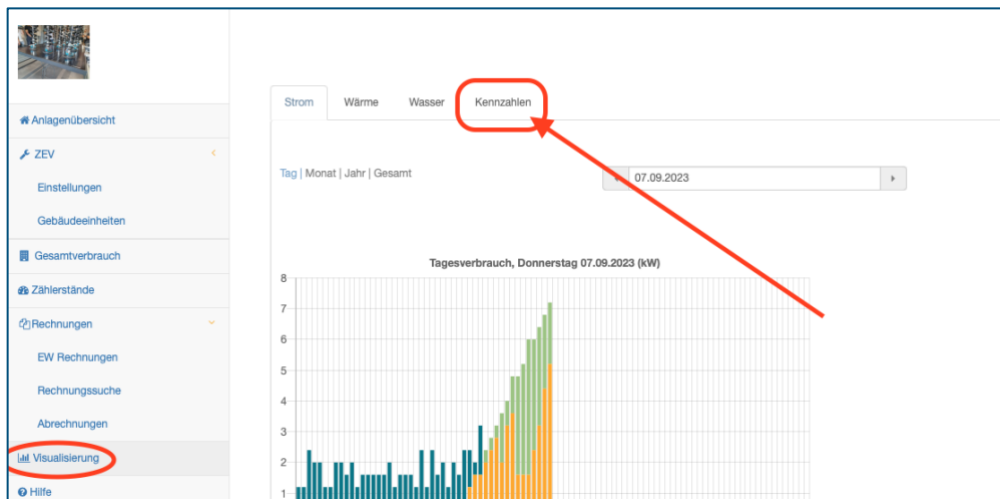 Anlagenübersicht
ZEV
Einstellungen
Gebäudeeinheiten
Gesamtverbrauch
Zählerstände
Rechnungen
EW Rechnungen
Rechnungssuche
Abrechnungen
Visualisierung
Hilfe
Strom Wärme Wasser Kennzahlen
Tag | Monat | Jahr | Gesamt 07.09.2023
Tagesverbrauch, Donnerstag 07.09.2023 (kW)
8
7
6
5
4
3
2
1